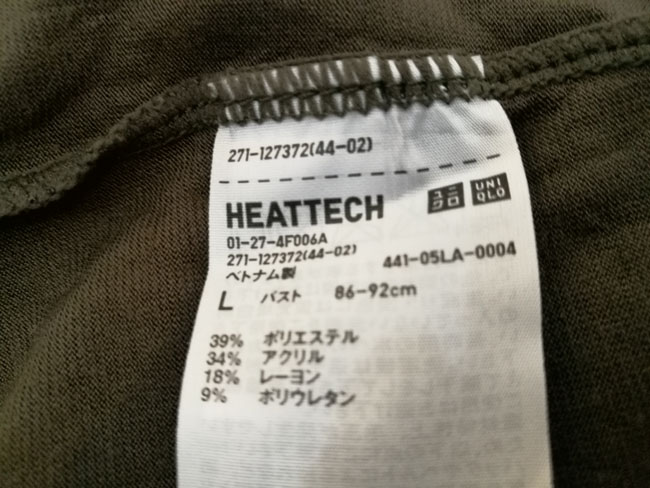 271-127372(44-02)
HEATTECH ユニクロ UNIQLO
01-27-4F006A
271-127372(44-02)
ベトナム製 441-05LA-0004
L バスト 86-92cm
39% ポリエステル
34% アクリル
18% レーヨン
9% ポリウレタン